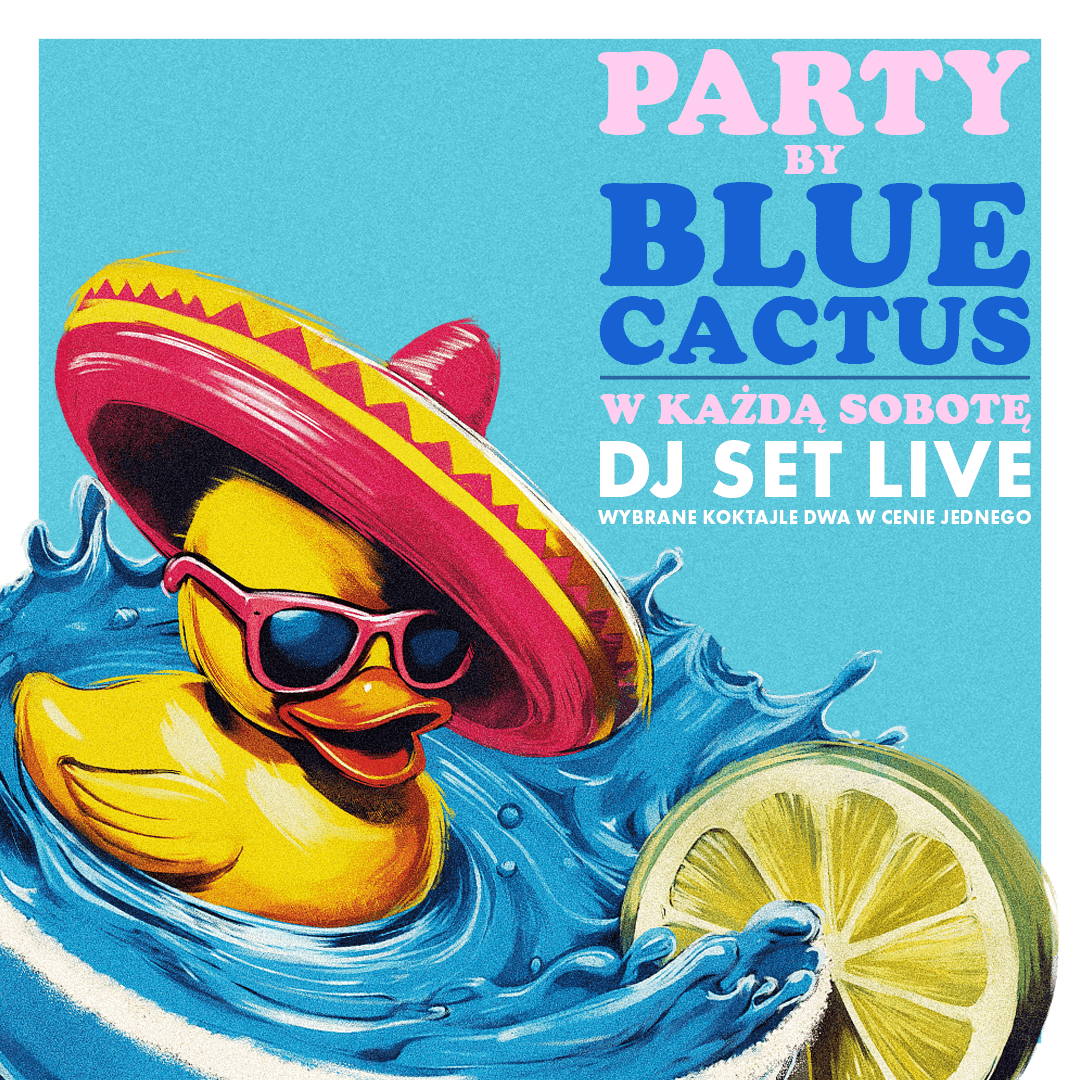 PARTY
BY
BLUE
CACTUS
W KAŻDĄ SOBOTĘ
DJ SET LIVE
WYBRANE KOKTAJLE DWA W CENIE JEDNEGO